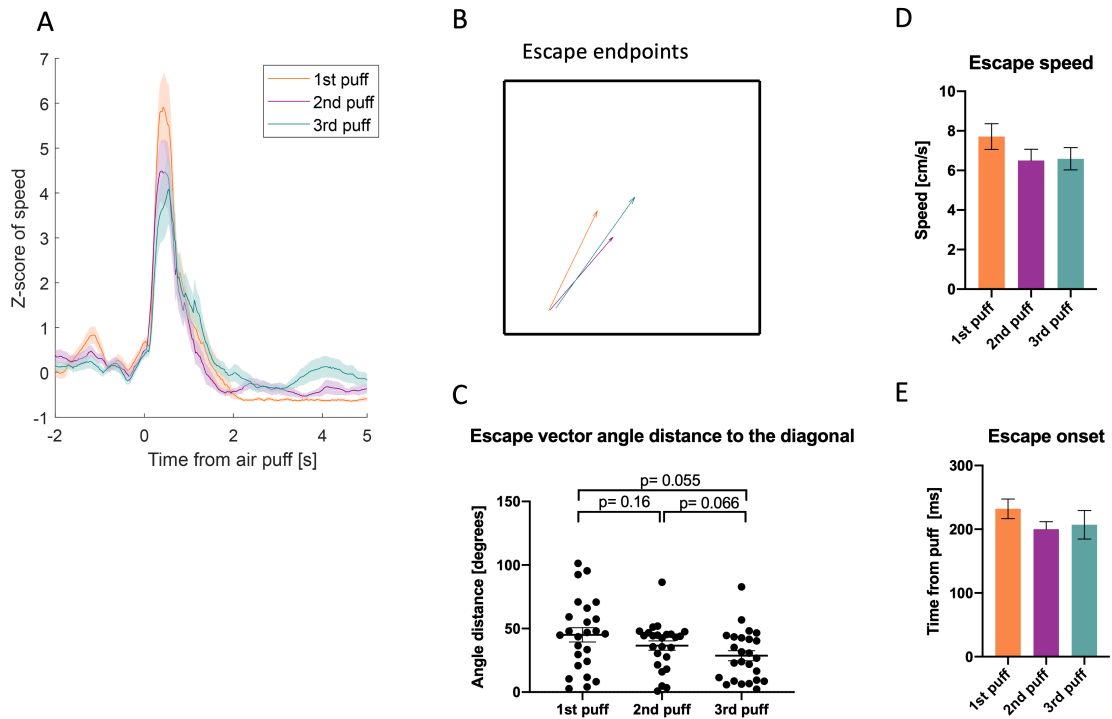 A
7
6
5
4
3
2
1
0
-1
-2
0
2
4
5
Z-score of speed
Time from air puff [s]
1st puff
2nd puff
3rd puff
B
Escape endpoints
C
Escape vector angle distance to the diagonal
p= 0.055
p= 0.16
p= 0.066
150
100
50
0
Angle distance [degrees]
1st puff
2nd puff
3rd puff
D
Escape speed
10
8
6
4
2
0
Speed [cm/s]
1st puff
2nd puff
3rd puff
E
Escape onset
300
200
100
0
Time from puff [ms]
1st puff
2nd puff
3rd puff